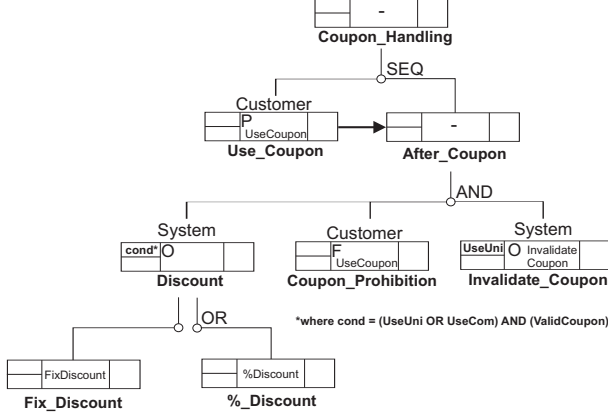 -
Coupon_Handling
SEQ
Customer
P
UseCoupon
Use_Coupon
-
After_Coupon
AND
System
cond*
O
Discount
Customer
F
UseCoupon
Coupon_Prohibition
System
UseUni
O Invalidate
Coupon
Invalidate_Coupon
*where cond = (UseUni OR UseCom) AND (ValidCoupon)
OR
FixDiscount
Fix_Discount
%Discount
%_Discount